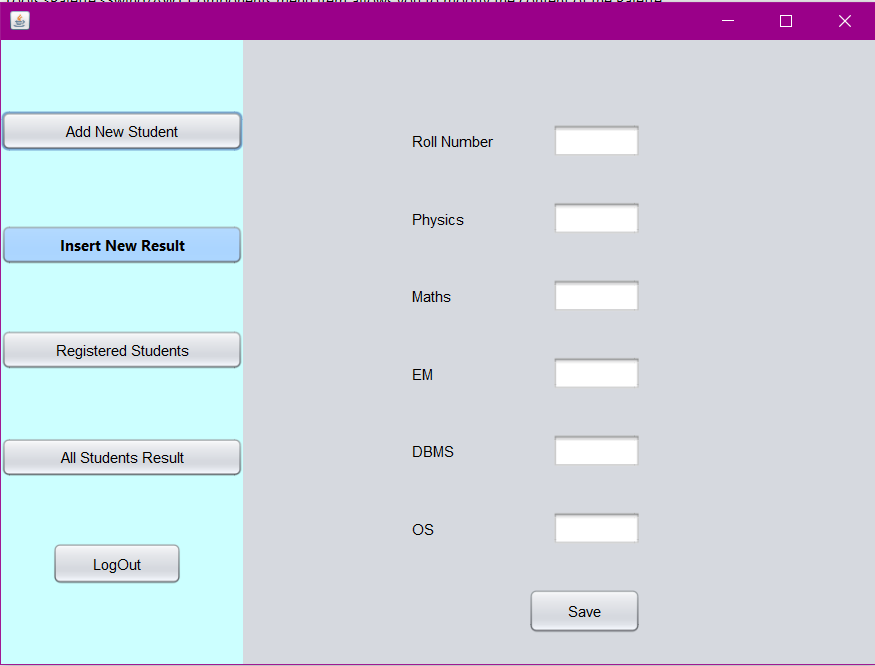 Add New Student
Insert New Result
Registered Students
All Students Result
LogOut
Roll Number
Physics
Maths
EM
DBMS
OS
Save